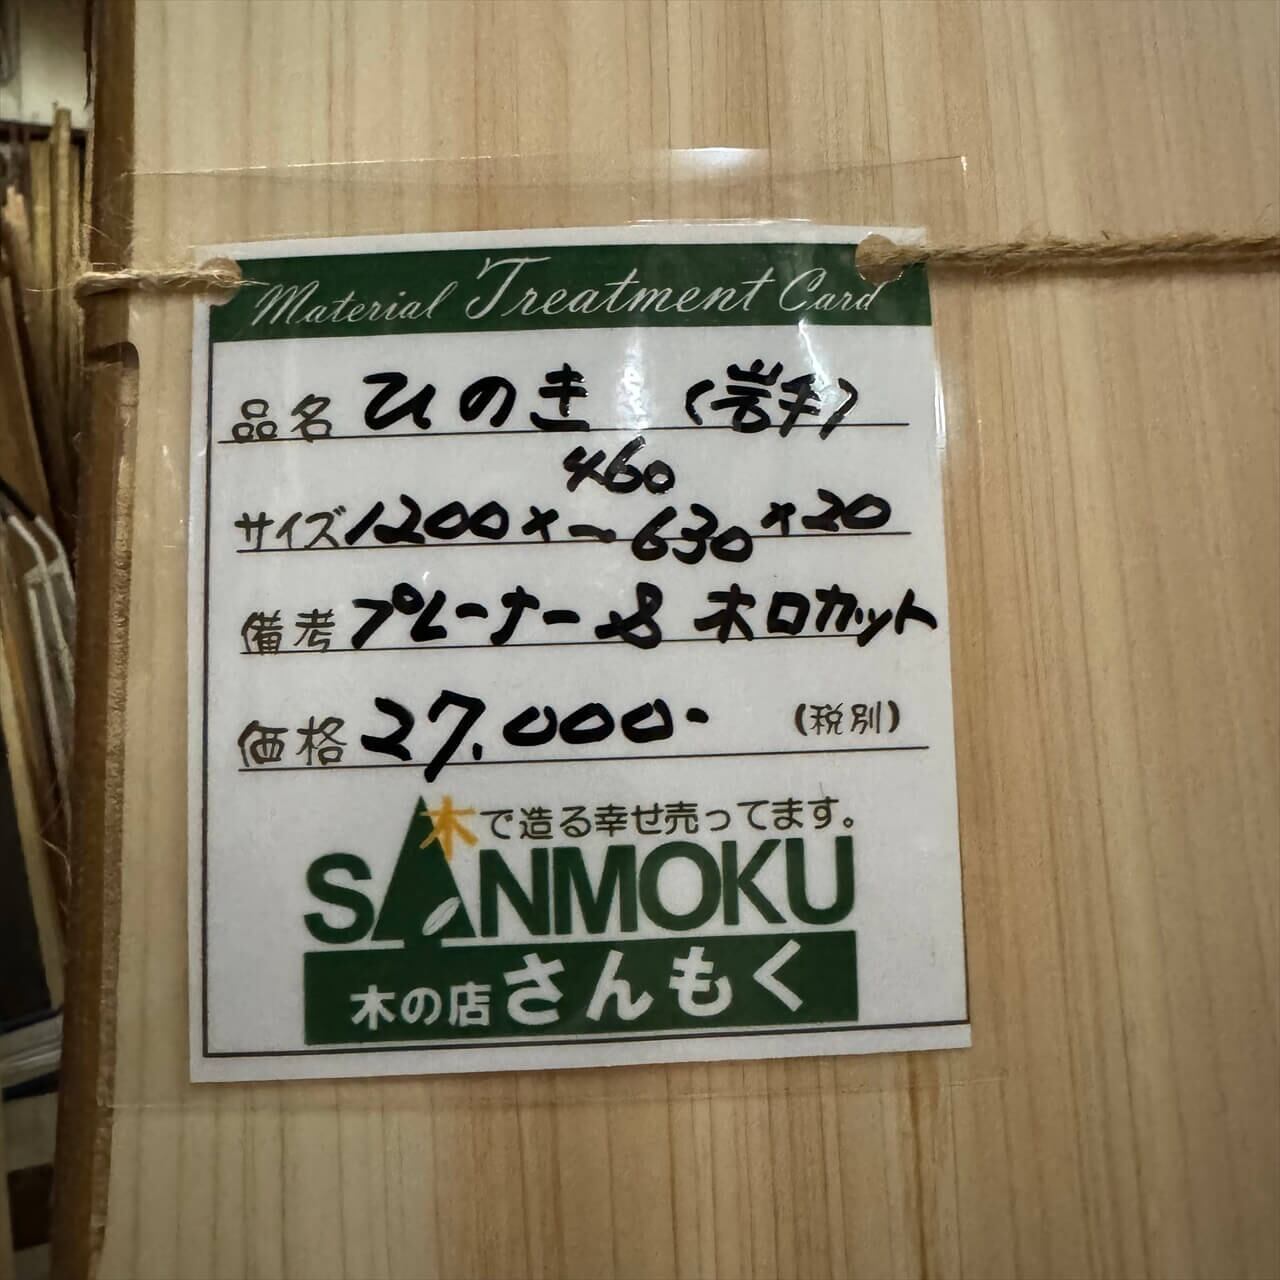 Material Treatment Card
品名 ひのき (岩手)
460
サイズ 1200×~630×20
備考 プレーナー & 木口カット
価格 27.000- (税別)
木で造る幸せ売ってます。
SANMOKU
木の店 さんもく